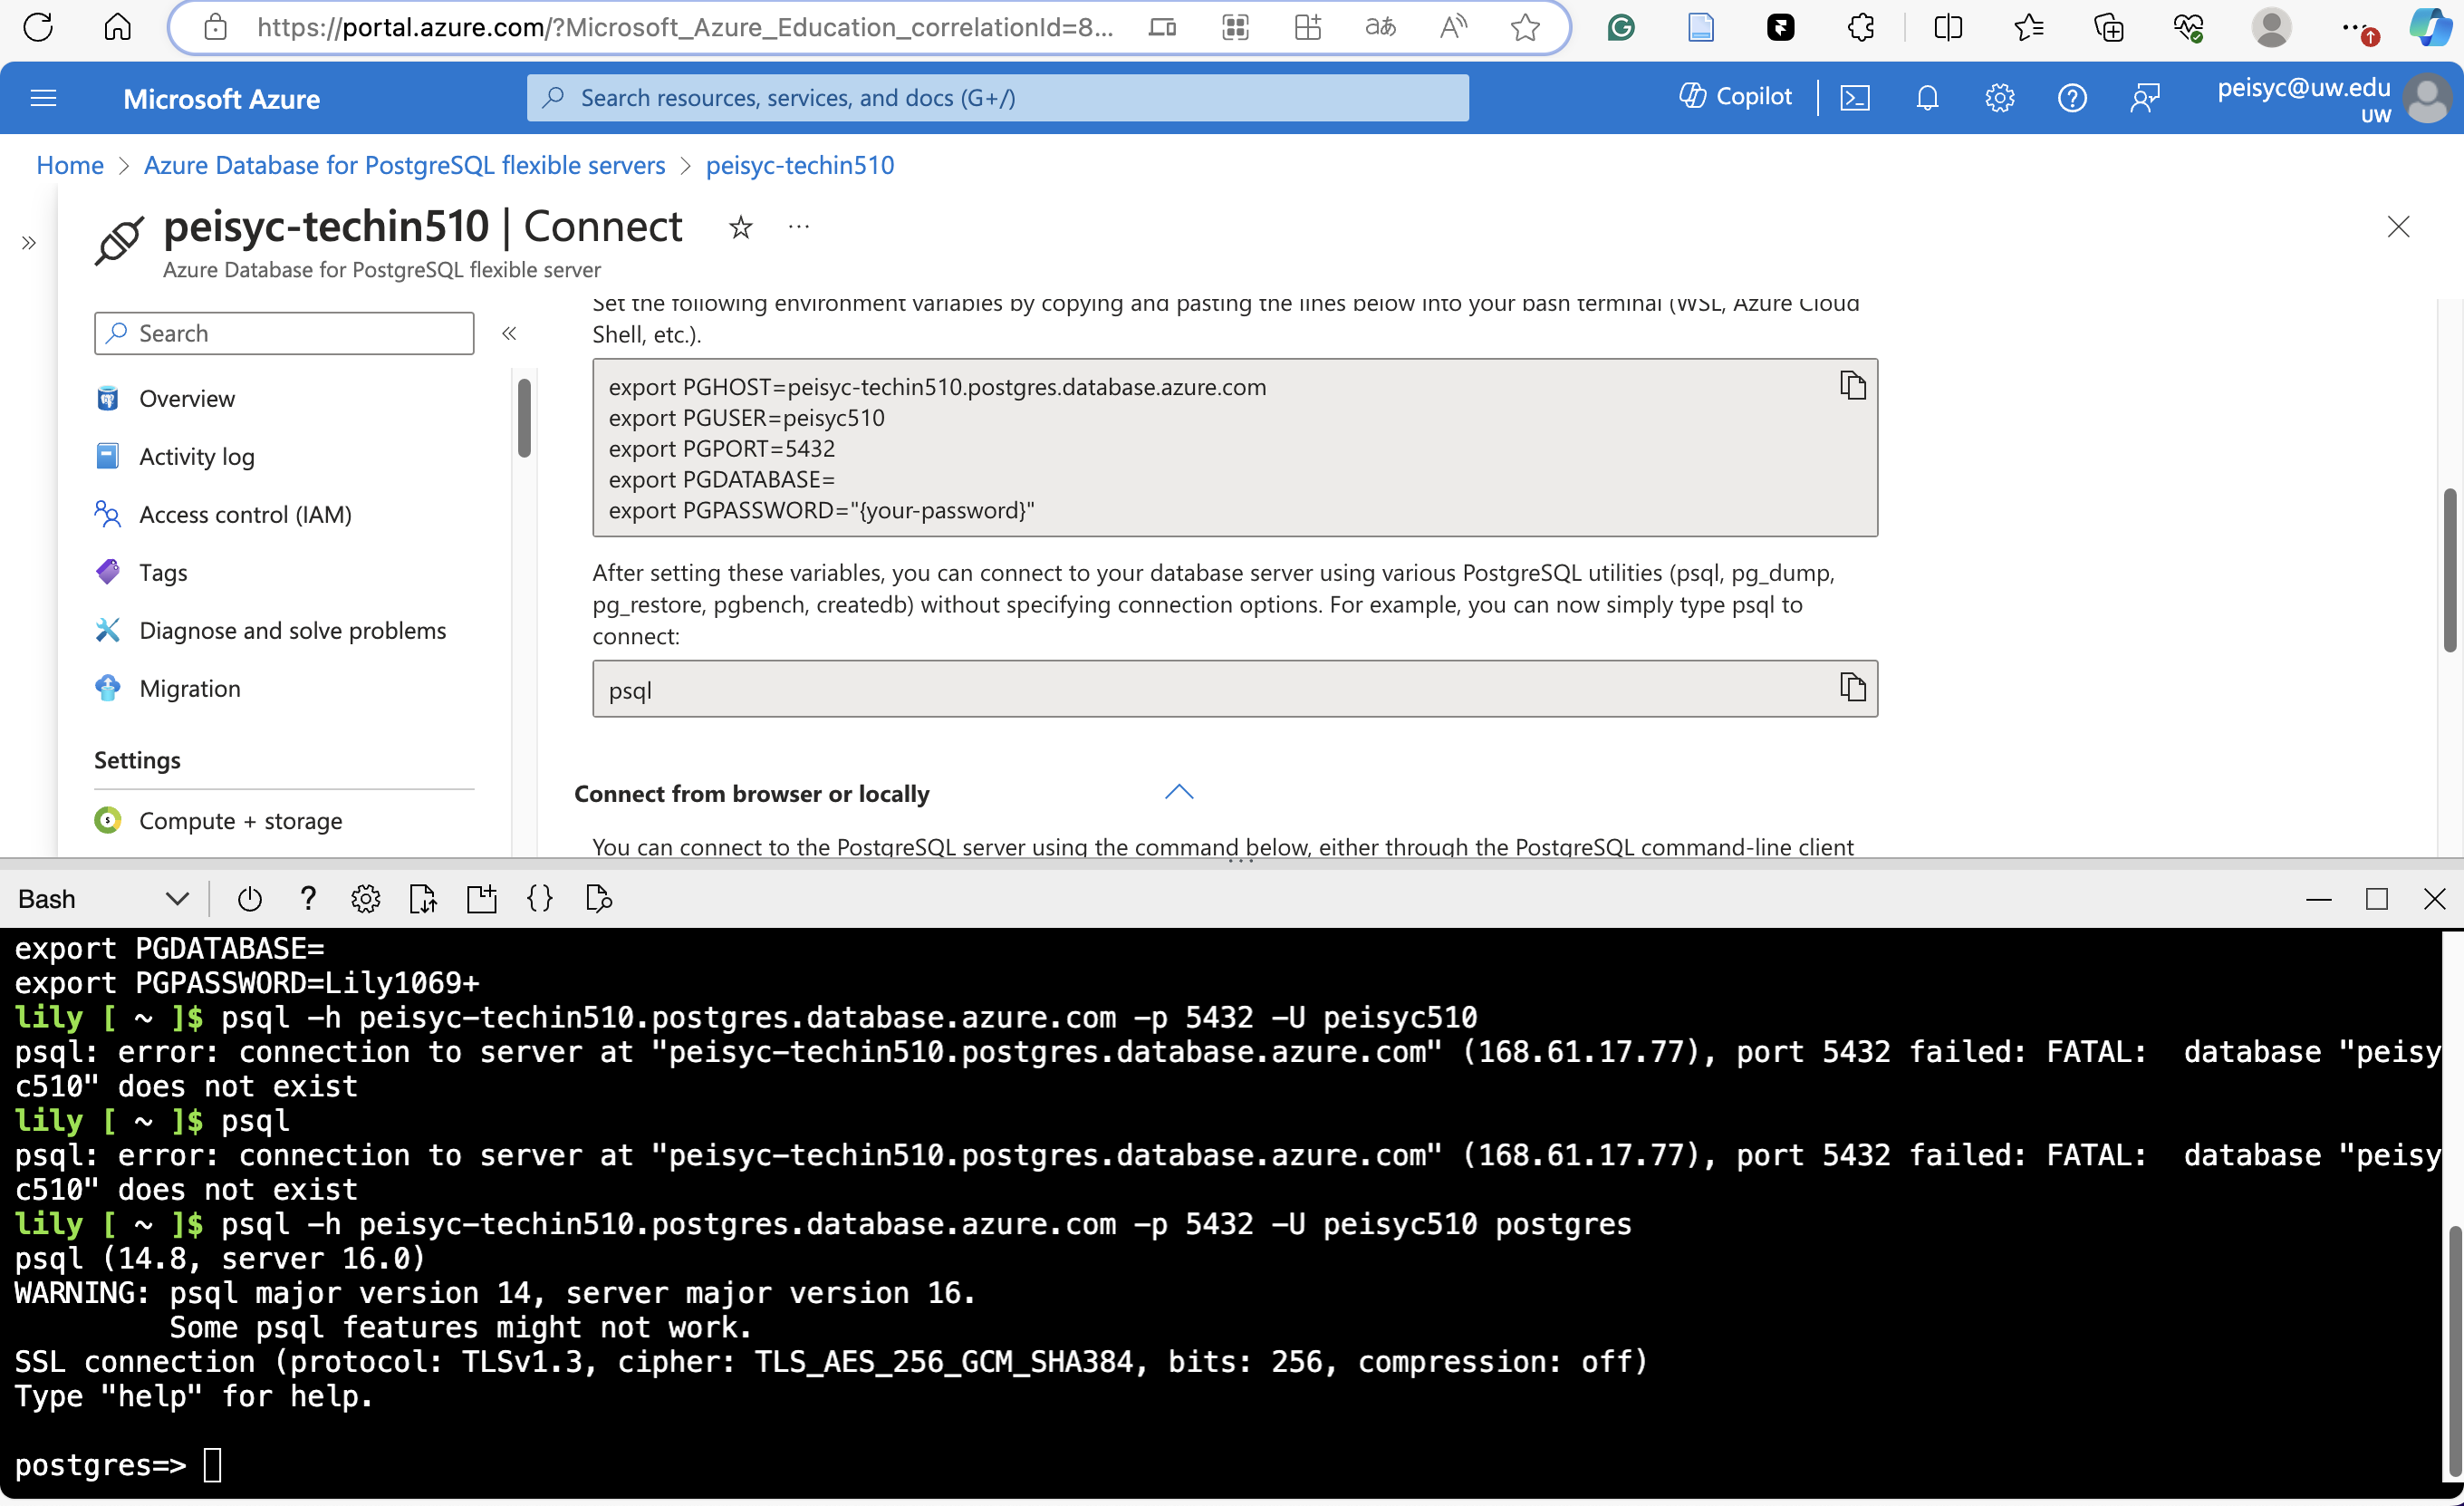 https://portal.azure.com/?Microsoft_Azure_Education_correlationId=8...
Microsoft Azure
Search resources, services, and docs (G+/)
Copilot
peisyc@uw.edu
UW
Home > Azure Database for PostgreSQL flexible servers > peisyc-techin510
peisyc-techin510 | Connect
Azure Database for PostgreSQL flexible server
Search
Overview
Activity log
Access control (IAM)
Tags
Diagnose and solve problems
Migration
Settings
Compute + storage
Set the following environment variables by copying and pasting the lines below into your bash terminal (WSL, Azure Cloud
Shell, etc.).
export PGHOST=peisyc-techin510.postgres.database.azure.com
export PGUSER=peisyc510
export PGPORT=5432
export PGDATABASE=
export PGPASSWORD="{your-password}"
After setting these variables, you can connect to your database server using various PostgreSQL utilities (psql, pg_dump,
pg_restore, pgbench, createdb) without specifying connection options. For example, you can now simply type psql to
connect:
psql
Connect from browser or locally
You can connect to the PostgreSQL server using the command below, either through the PostgreSQL command-line client
Bash
export PGDATABASE=
export PGPASSWORD=Lily1069+
lily [ ~ ]$ psql -h peisyc-techin510.postgres.database.azure.com -p 5432 -U peisyc510
psql: error: connection to server at "peisyc-techin510.postgres.database.azure.com" (168.61.17.77), port 5432 failed: FATAL:  database "peisy
c510" does not exist
lily [ ~ ]$ psql
psql: error: connection to server at "peisyc-techin510.postgres.database.azure.com" (168.61.17.77), port 5432 failed: FATAL:  database "peisy
c510" does not exist
lily [ ~ ]$ psql -h peisyc-techin510.postgres.database.azure.com -p 5432 -U peisyc510 postgres
psql (14.8, server 16.0)
WARNING: psql major version 14, server major version 16.
         Some psql features might not work.
SSL connection (protocol: TLSv1.3, cipher: TLS_AES_256_GCM_SHA384, bits: 256, compression: off)
Type "help" for help.
postgres=>